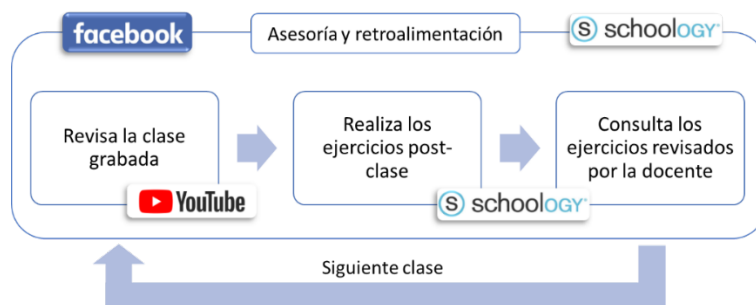 facebook
Asesoría y retroalimentación
S schoology
Revisa la clase
grabada
YouTube
Realiza los
ejercicios post-
clase
S schoology
Consulta los
ejercicios revisados
por la docente
Siguiente clase